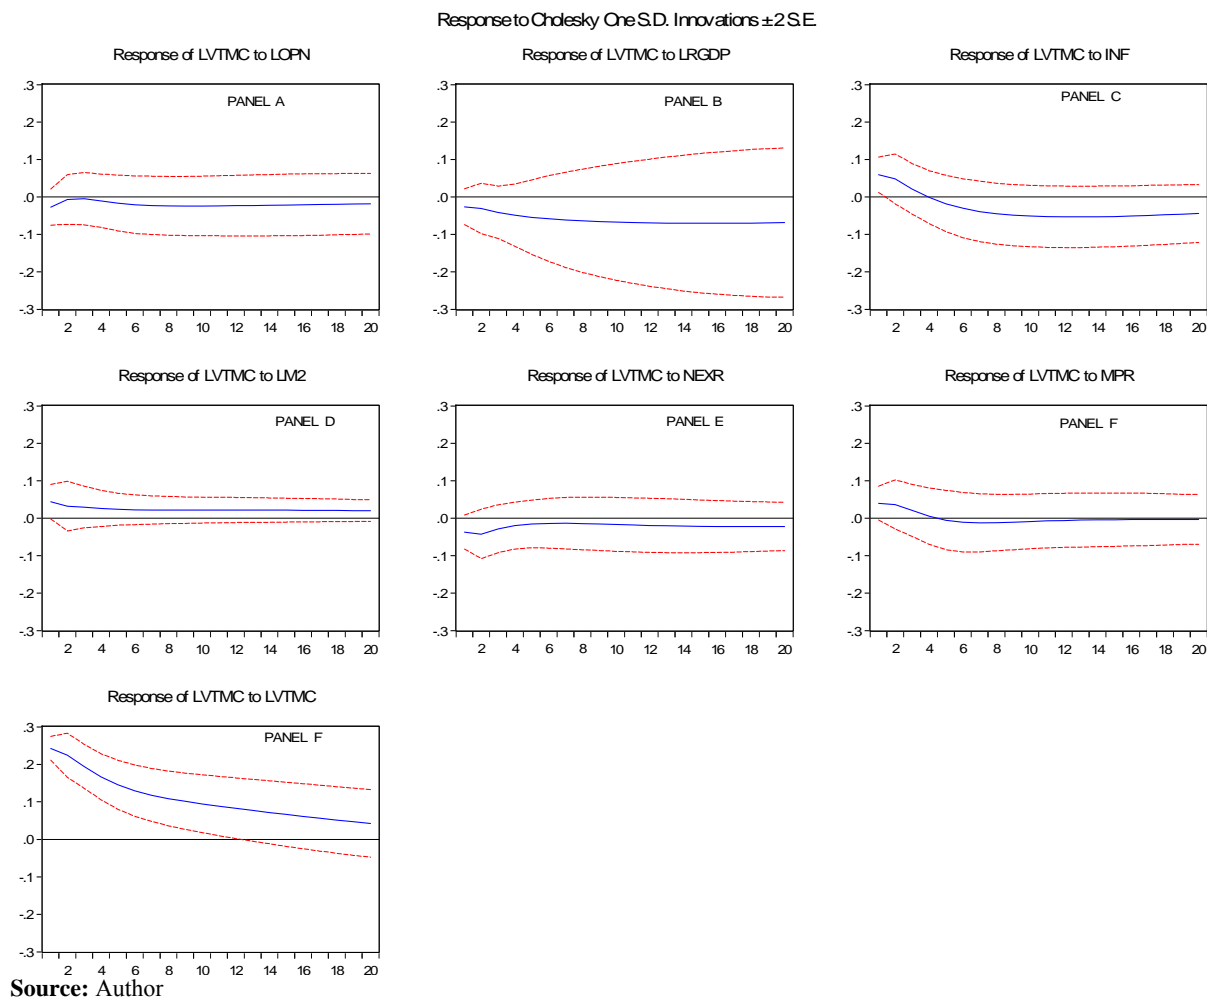 Response to Cholesky One S.D. Innovations ± 2 S.E.
Response of LVTMC to LOPN
Response of LVTMC to LRGDP
Response of LVTMC to INF
PANEL A
PANEL B
PANEL C
.3
.2
.1
.0
-.1
-.2
-.3
2 4 6 8 10 12 14 16 18 20
.3
.2
.1
.0
-.1
-.2
-.3
2 4 6 8 10 12 14 16 18 20
.3
.2
.1
.0
-.1
-.2
-.3
2 4 6 8 10 12 14 16 18 20
Response of LVTMC to LM2
Response of LVTMC to NEXR
Response of LVTMC to MPR
PANEL D
PANEL E
PANEL F
.3
.2
.1
.0
-.1
-.2
-.3
2 4 6 8 10 12 14 16 18 20
.3
.2
.1
.0
-.1
-.2
-.3
2 4 6 8 10 12 14 16 18 20
.3
.2
.1
.0
-.1
-.2
-.3
2 4 6 8 10 12 14 16 18 20
Response of LVTMC to LVTMC
PANEL F
.3
.2
.1
.0
-.1
-.2
-.3
2 4 6 8 10 12 14 16 18 20
Source: Author